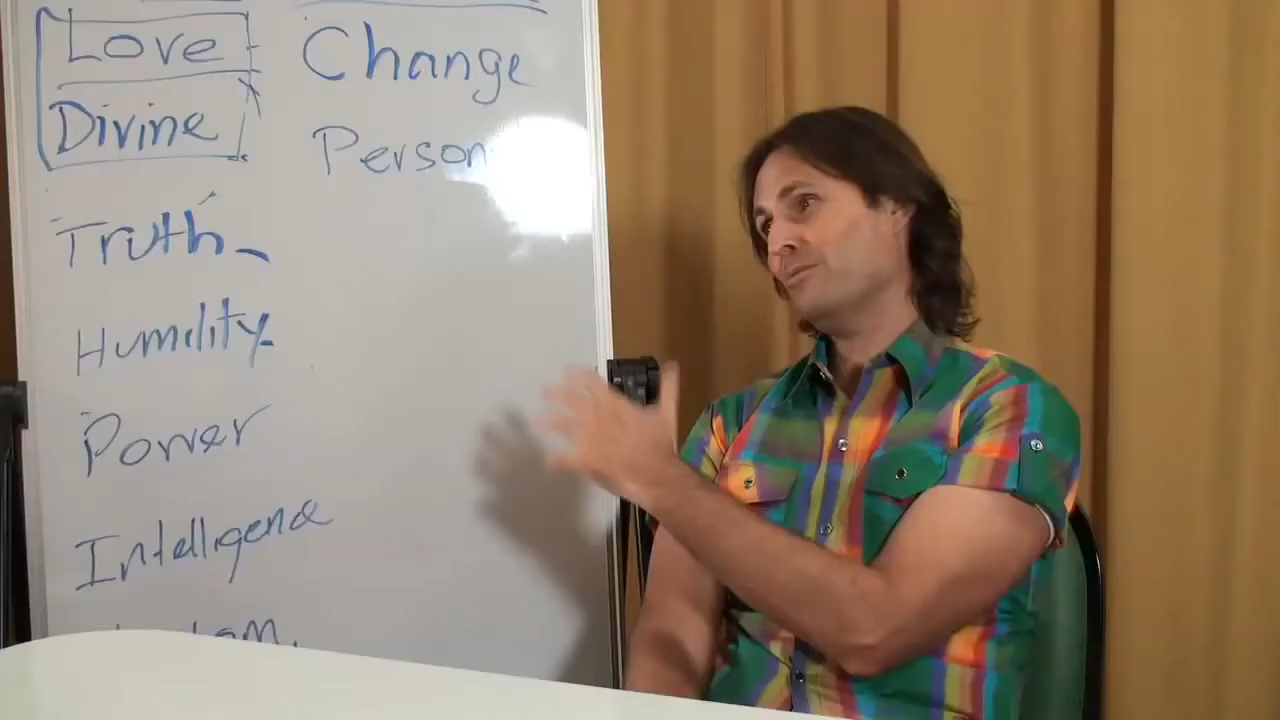 Love
Divine
Truth
Humility
Power
Intelligence
Change
Person